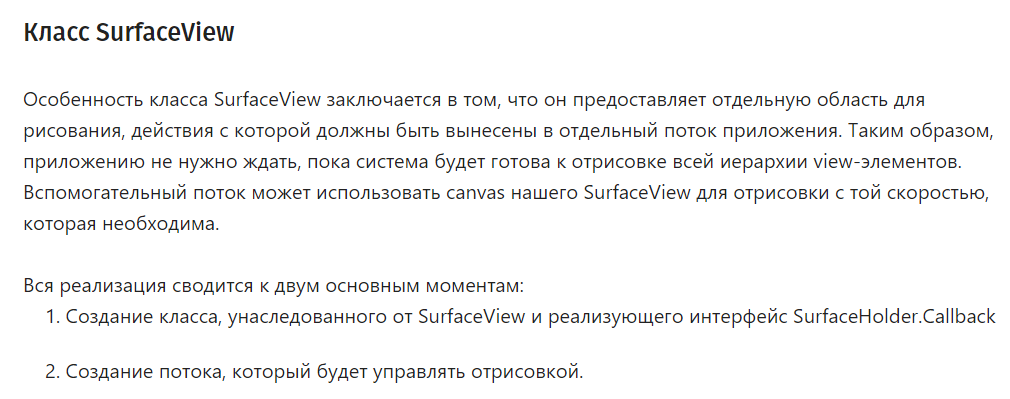 Класс SurfaceView
Особенность класса SurfaceView заключается в том, что он предоставляет отдельную область для
рисования, действия с которой должны быть вынесены в отдельный поток приложения. Таким образом,
приложению не нужно ждать, пока система будет готова к отрисовке всей иерархии view-элементов.
Вспомогательный поток может использовать canvas нашего SurfaceView для отрисовки с той скоростью,
которая необходима.
Вся реализация сводится к двум основным моментам:
1. Создание класса, унаследованного от SurfaceView и реализующего интерфейс SurfaceHolder.Callback
2. Создание потока, который будет управлять отрисовкой.